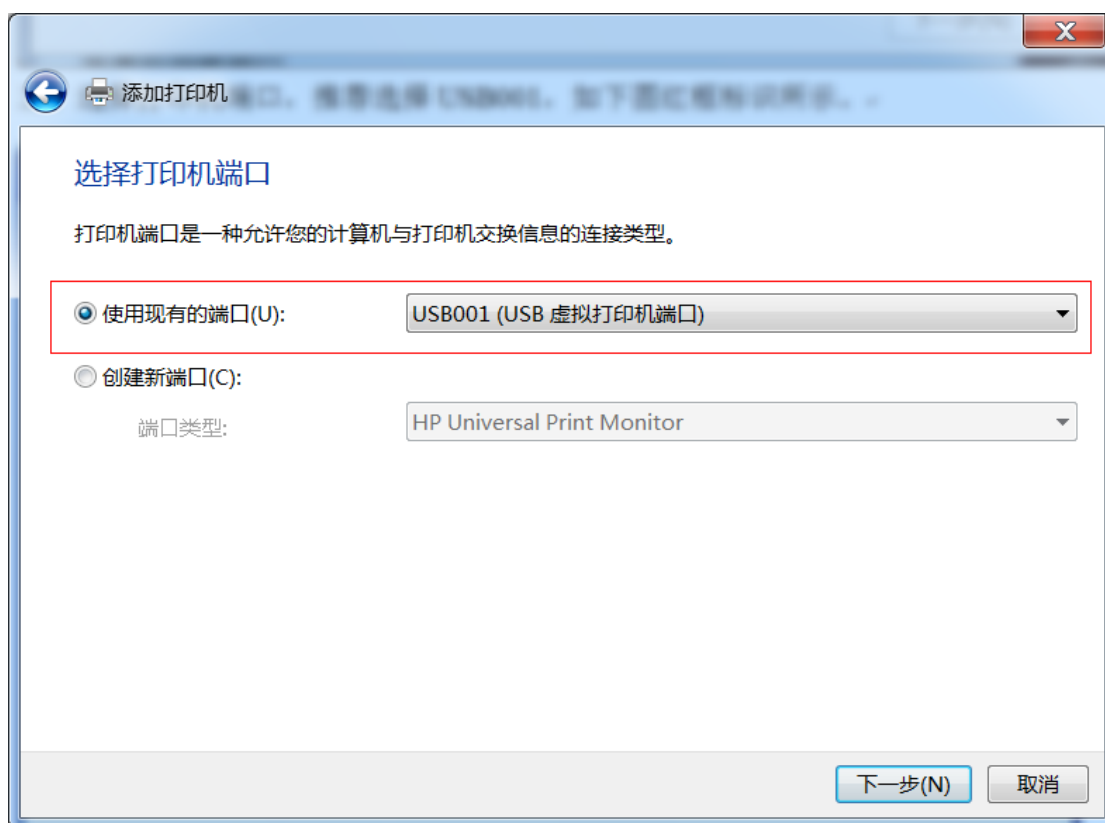 添加打印机
选择打印机端口
打印机端口是一种允许您的计算机与打印机交换信息的连接类型。
使用现有的端口(U): USB001 (USB 虚拟打印机端口)
创建新端口(C):
端口类型: HP Universal Print Monitor
下一步(N) 取消